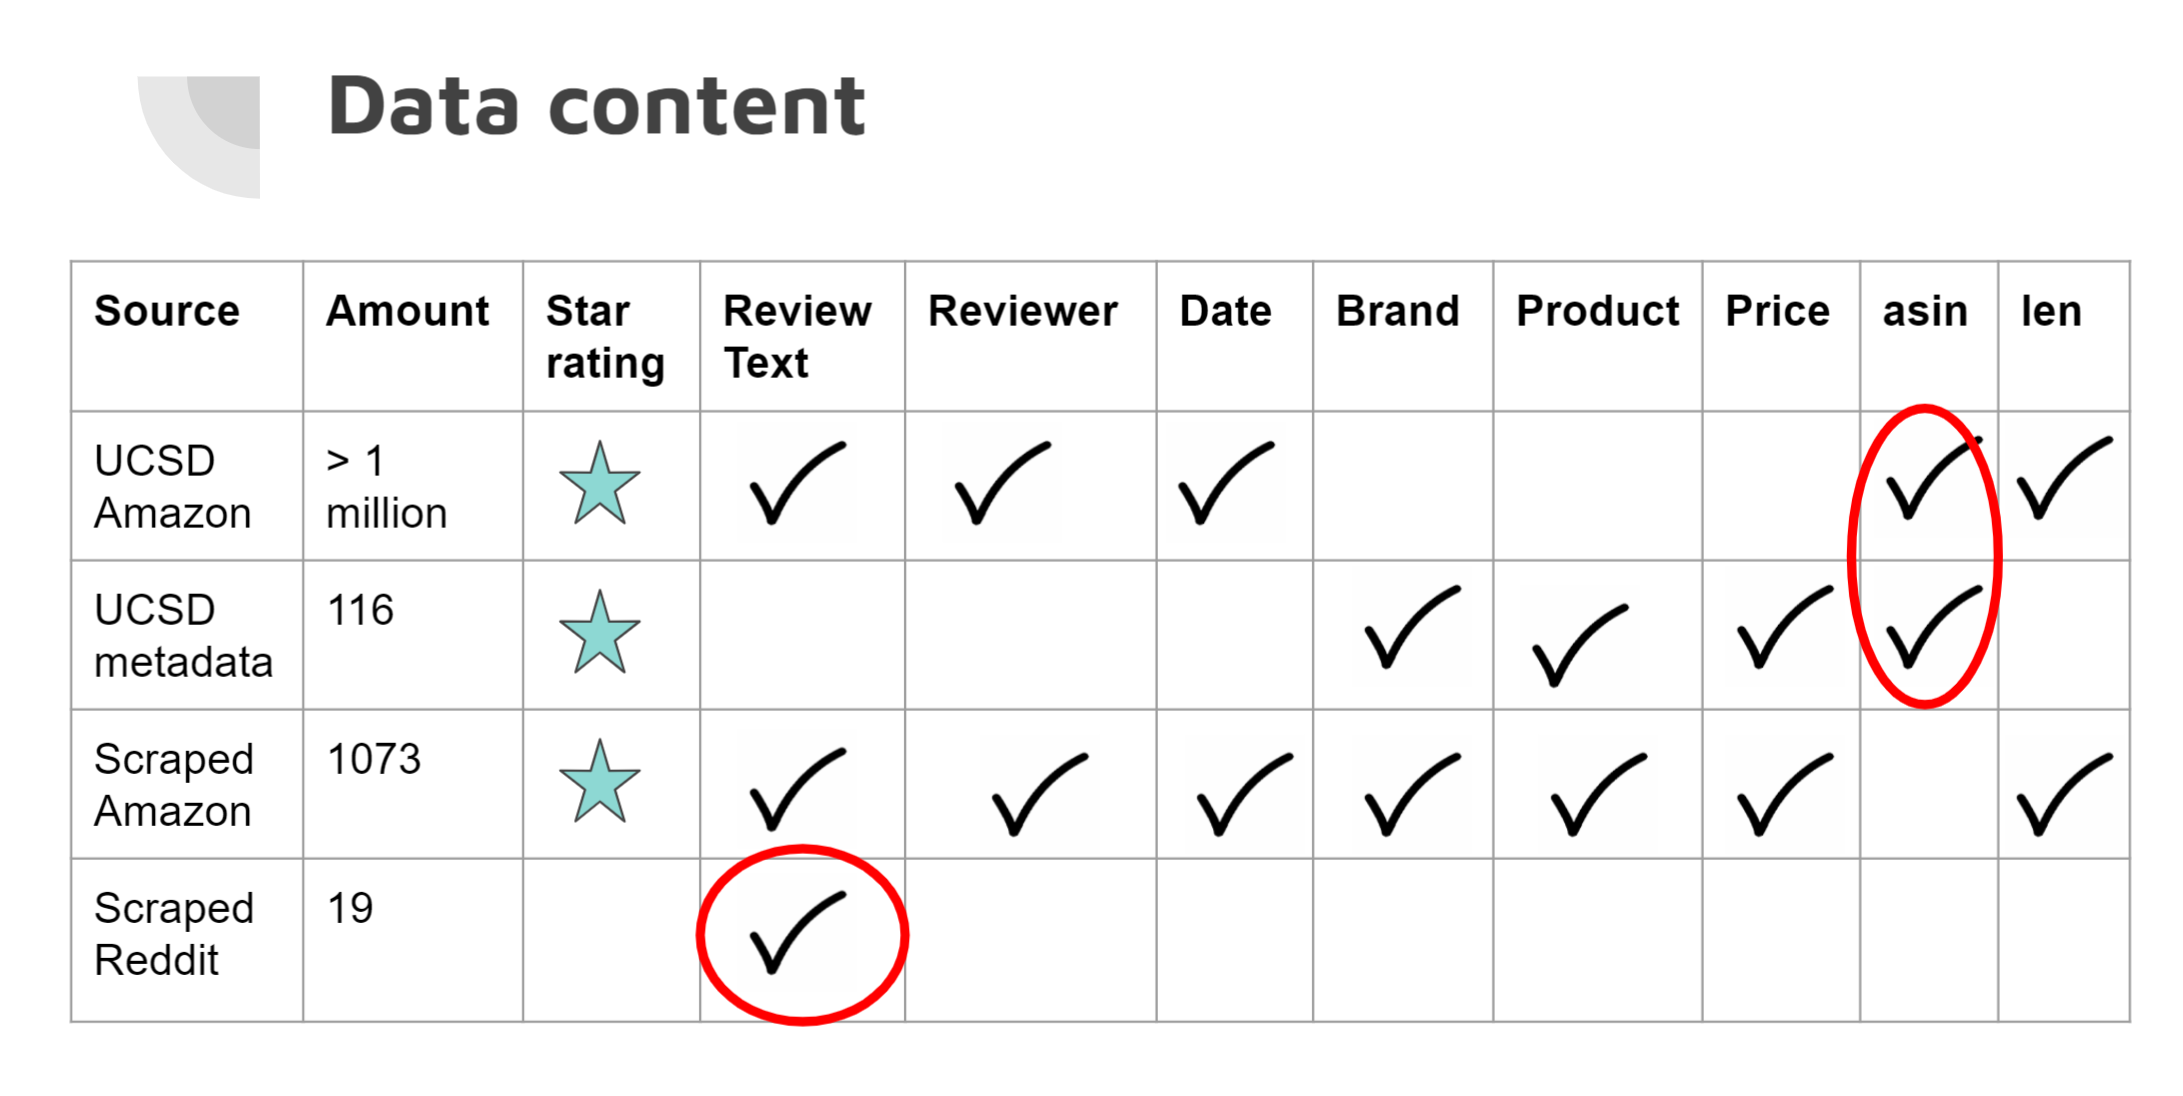 Data content
Source Amount Star Review Reviewer Date Brand Product Price asin len
rating Text
UCSD > 1
Amazon million
UCSD 116
metadata
Scraped 1073
Amazon
Scraped 19
Reddit